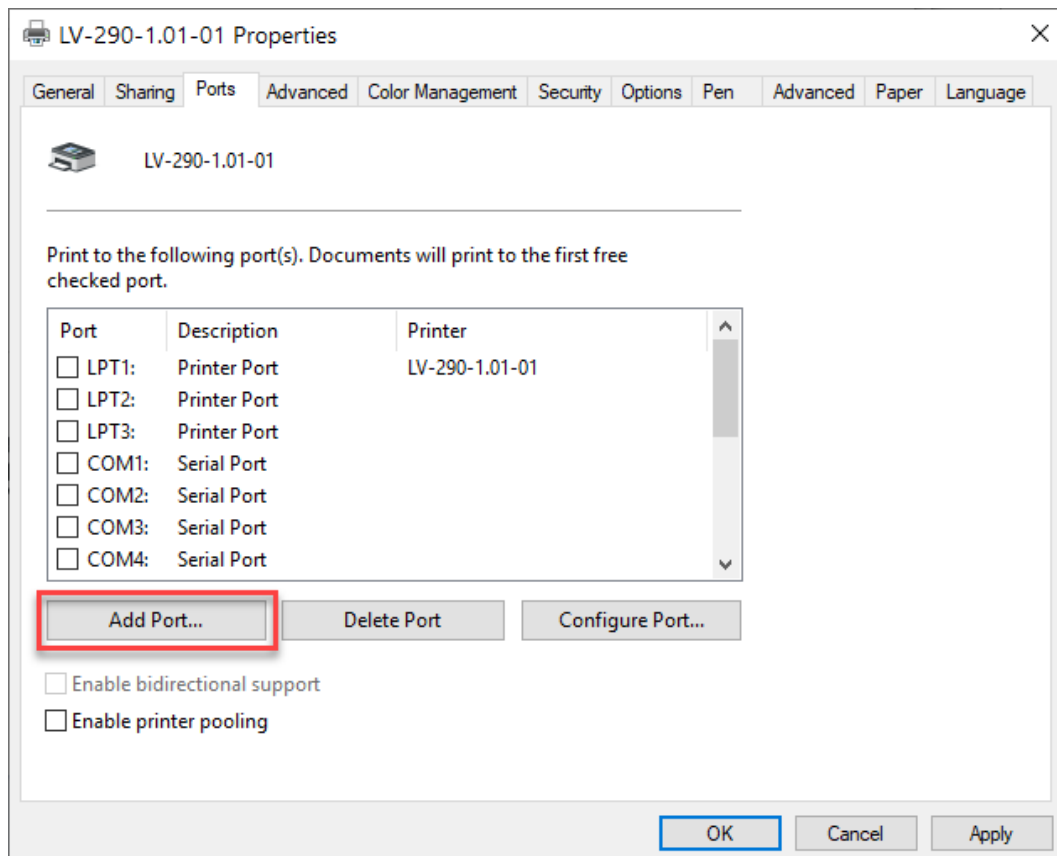 LV-290-1.01-01 Properties
General Sharing Ports Advanced Color Management Security Options Pen Advanced Paper Language
LV-290-1.01-01
Print to the following port(s). Documents will print to the first free
checked port.
Port Description Printer
LPT1: Printer Port LV-290-1.01-01
LPT2: Printer Port
LPT3: Printer Port
COM1: Serial Port
COM2: Serial Port
COM3: Serial Port
COM4: Serial Port
Add Port... Delete Port Configure Port...
Enable bidirectional support
Enable printer pooling
OK Cancel Apply